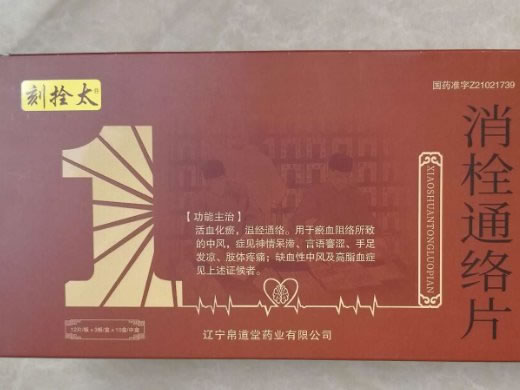 刻拴太®
国药准字Z21021739
消栓通络片
XIAOSHUANTONGLUOPIAN
1
【功能主治】
活血化瘀，温经通络。用于瘀血阻络所致
的中风，症见神情呆滞、言语謇涩、手足
发凉、肢体疼痛；缺血性中风及高脂血症
见上述证候者。
辽宁帛道堂药业有限公司